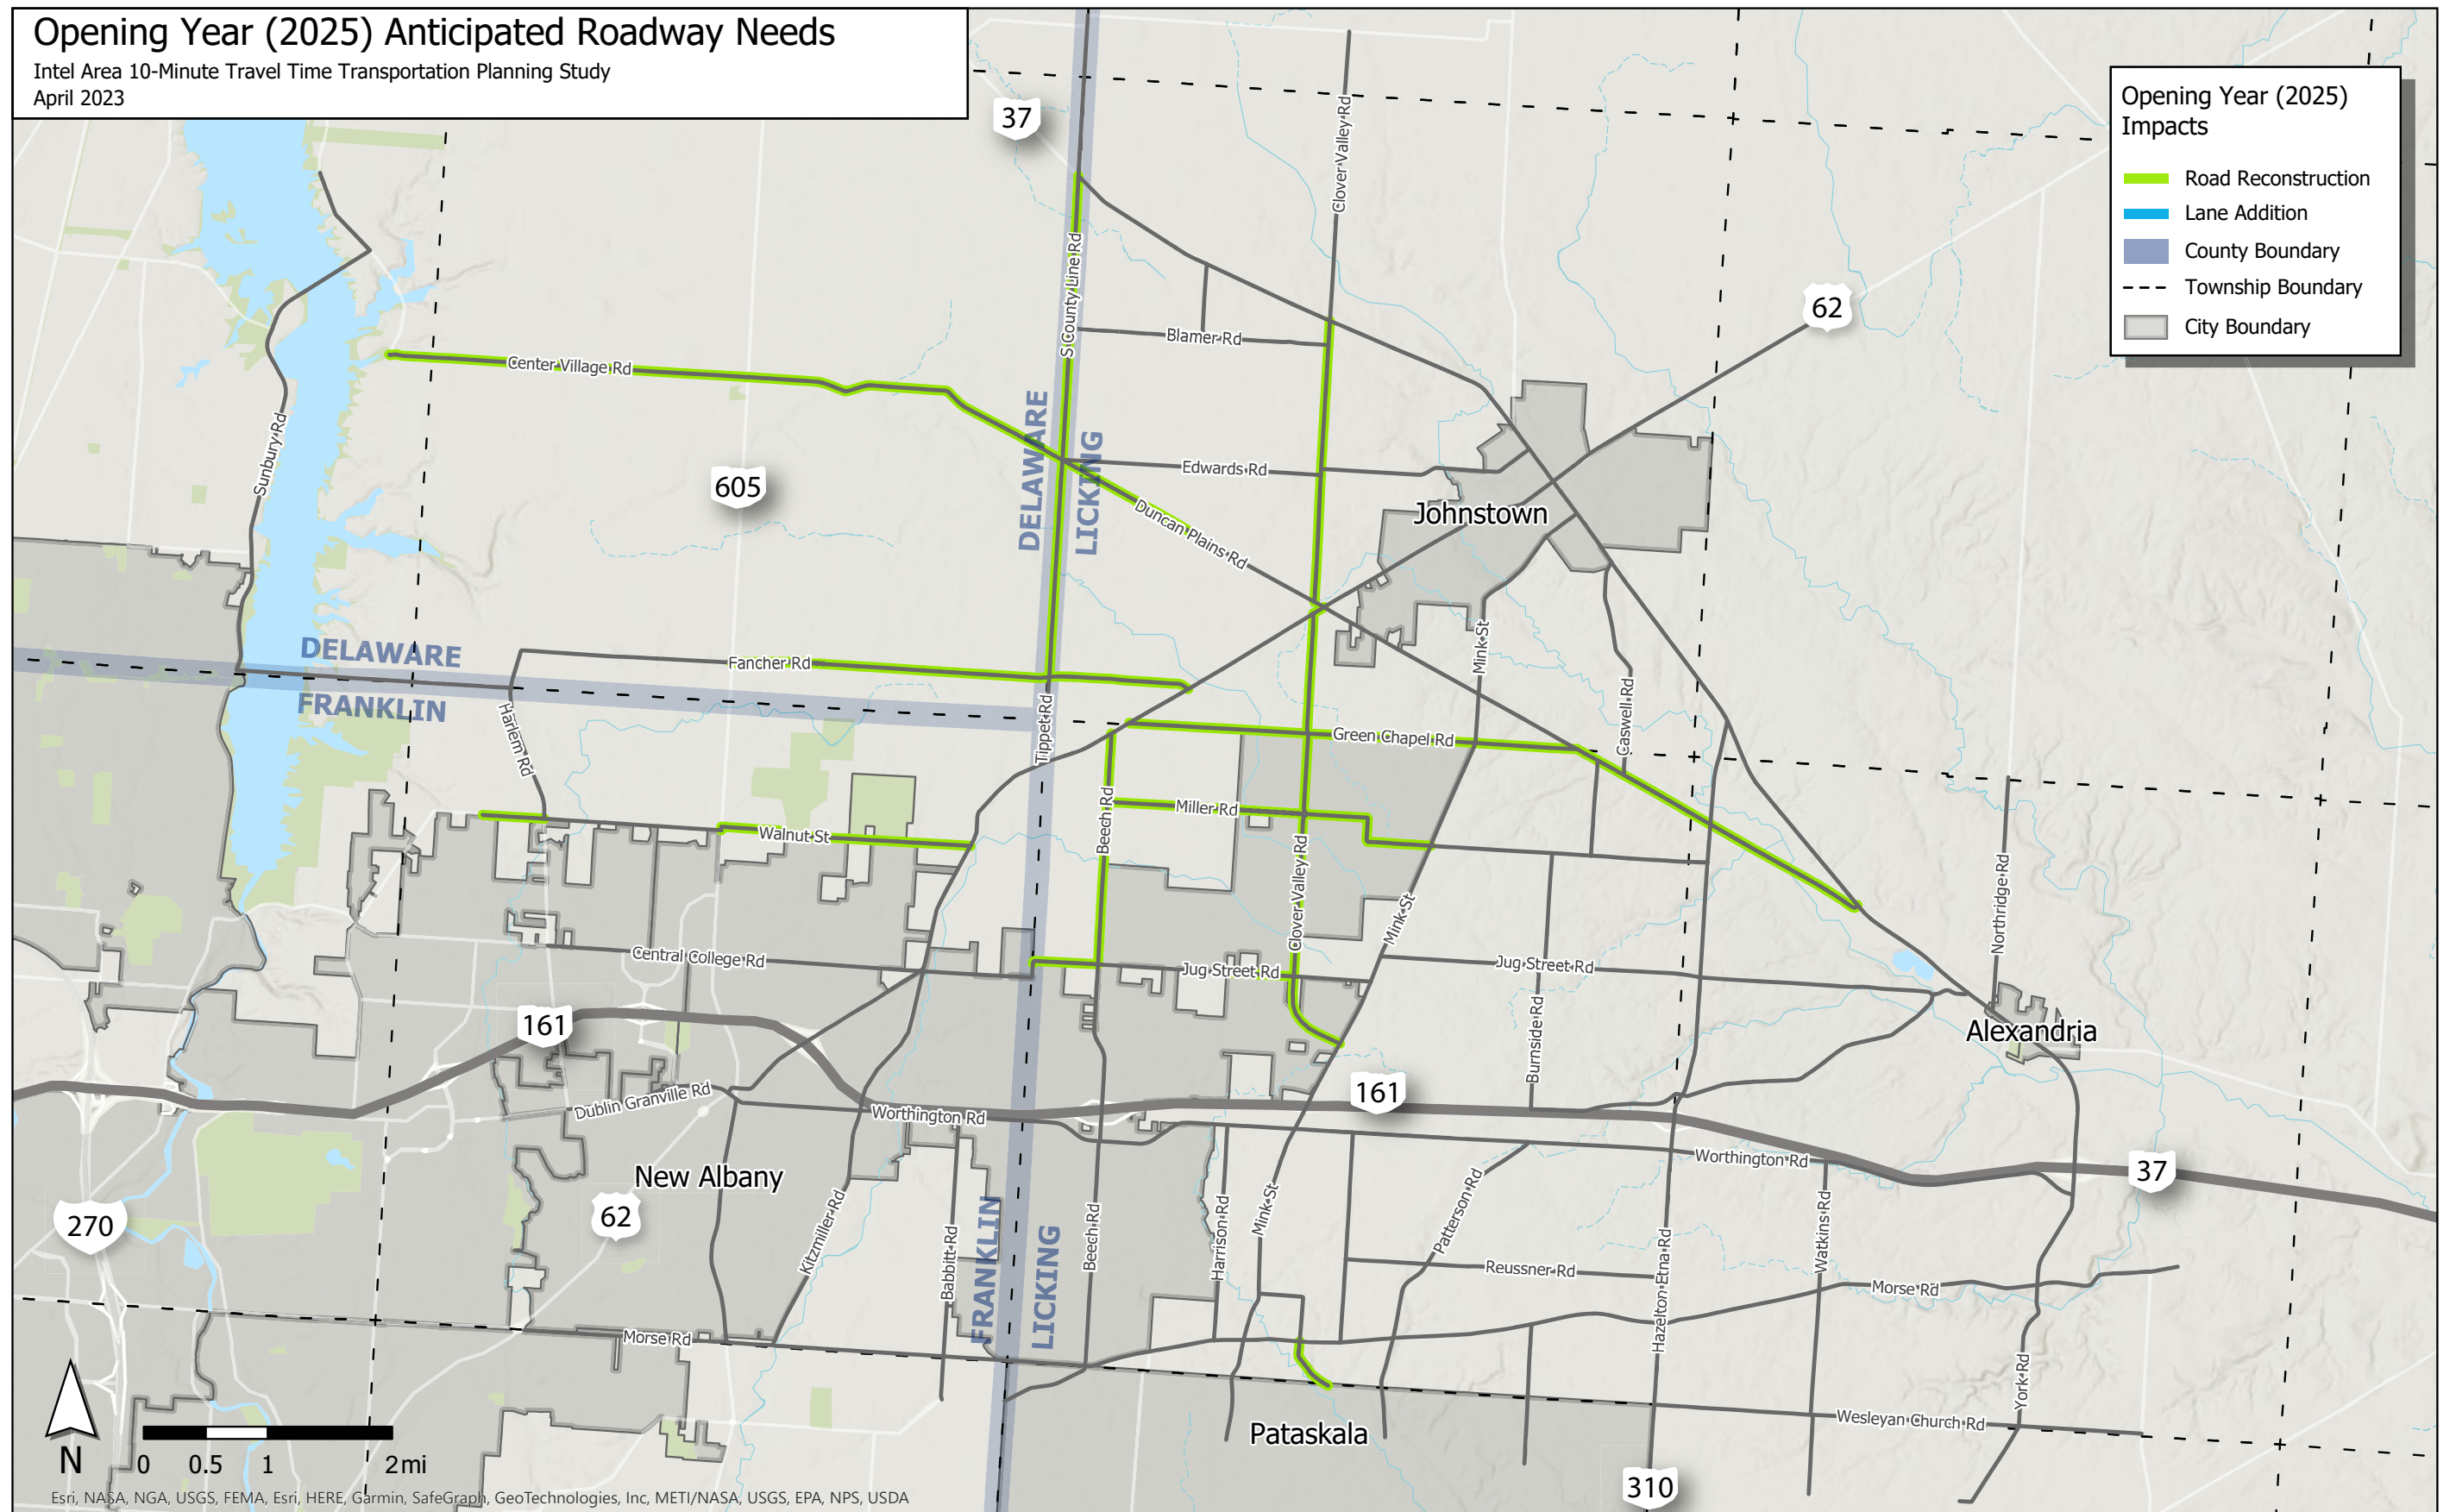 Opening Year (2025) Anticipated Roadway Needs
Intel Area 10-Minute Travel Time Transportation Planning Study
April 2023
Opening Year (2025)
Impacts
Road Reconstruction
Lane Addition
County Boundary
Township Boundary
City Boundary
37
Clover Valley Rd
S County Line Rd
62
Blamer Rd
Center Village Rd
Sunbury Rd
DELAWARE
LICKING
Edwards Rd
605
Duncan Plains Rd
Johnstown
DELAWARE
FRANKLIN
Fancher Rd
Mink St
Caswell Rd
Harlem Rd
Tippet Rd
Green Chapel Rd
Beech Rd
Miller Rd
Walnut St
Clover Valley Rd
Mink St
Northridge Rd
Central College Rd
Jug Street Rd
Jug Street Rd
161
Burnside Rd
Alexandria
161
Dublin Granville Rd
Worthington Rd
Worthington Rd
37
New Albany
62
270
Kitzmiller Rd
Babbitt Rd
FRANKLIN
LICKING
Beech Rd
Harrison Rd
Mink St
Patterson Rd
Reussner Rd
Hazelton-Etna Rd
Watkins Rd
Morse Rd
Morse Rd
York Rd
Wesleyan Church Rd
Pataskala
310
N
0 0.5 1 2mi
Esri, NASA, NGA, USGS, FEMA, Esri, HERE, Garmin, SafeGraph, GeoTechnologies, Inc, METI/NASA, USGS, EPA, NPS, USDA